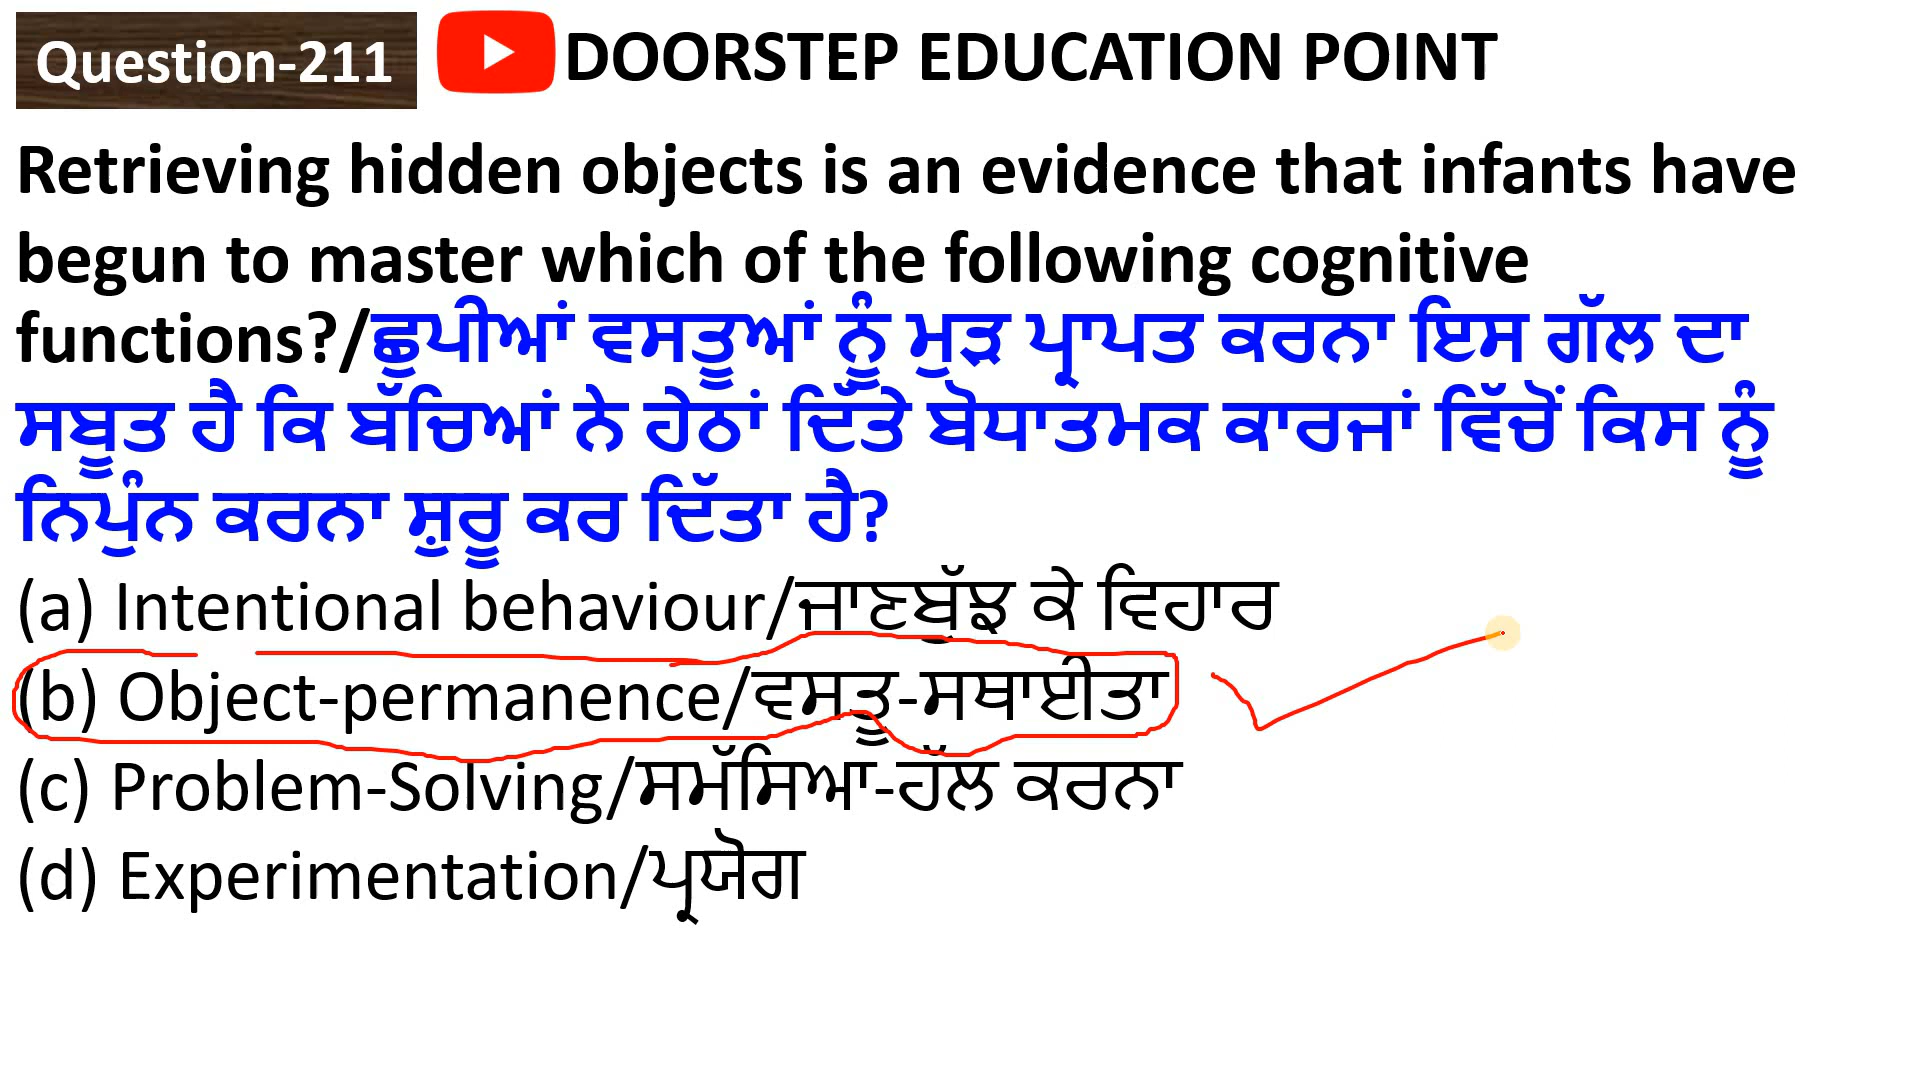 Question-211
DOORSTEP EDUCATION POINT
Retrieving hidden objects is an evidence that infants have
begun to master which of the following cognitive
functions?/ਛੁਪੀਆਂ ਵਸਤੂਆਂ ਨੂੰ ਮੁੜ ਪ੍ਰਾਪਤ ਕਰਨਾ ਇਸ ਗੱਲ ਦਾ
ਸਬੂਤ ਹੈ ਕਿ ਬੱਚਿਆਂ ਨੇ ਹੇਠਾਂ ਦਿੱਤੇ ਬੋਧਾਤਮਕ ਕਾਰਜਾਂ ਵਿੱਚੋਂ ਕਿਸ ਨੂੰ
ਨਿਪੁੰਨ ਕਰਨਾ ਸ਼ੁਰੂ ਕਰ ਦਿੱਤਾ ਹੈ?
(a) Intentional behaviour/ਜਾਣਬੁੱਝ ਕੇ ਵਿਹਾਰ
(b) Object-permanence/ਵਸਤੂ-ਸਥਾਈਤਾ
(c) Problem-Solving/ਸਮੱਸਿਆ-ਹੱਲ ਕਰਨਾ
(d) Experimentation/ਪ੍ਰਯੋਗ